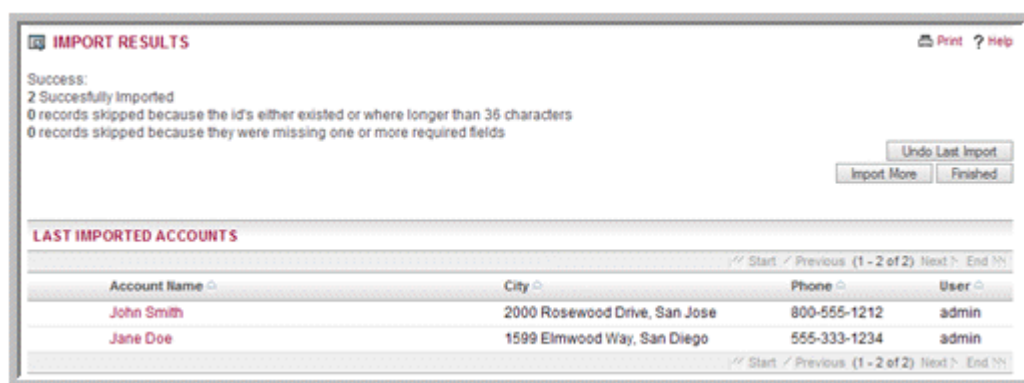 IMPORT RESULTS
Print ? Help
Success:
2 Succesfully Imported
0 records skipped because the id's either existed or where longer than 36 characters
0 records skipped because they were missing one or more required fields
Undo Last Import
Import More Finished
LAST IMPORTED ACCOUNTS
Start Previous (1 - 2 of 2) Next End
Account Name City Phone User
John Smith 2000 Rosewood Drive, San Jose 800-555-1212 admin
Jane Doe 1599 Elmwood Way, San Diego 555-333-1234 admin
Start Previous (1 - 2 of 2) Next End